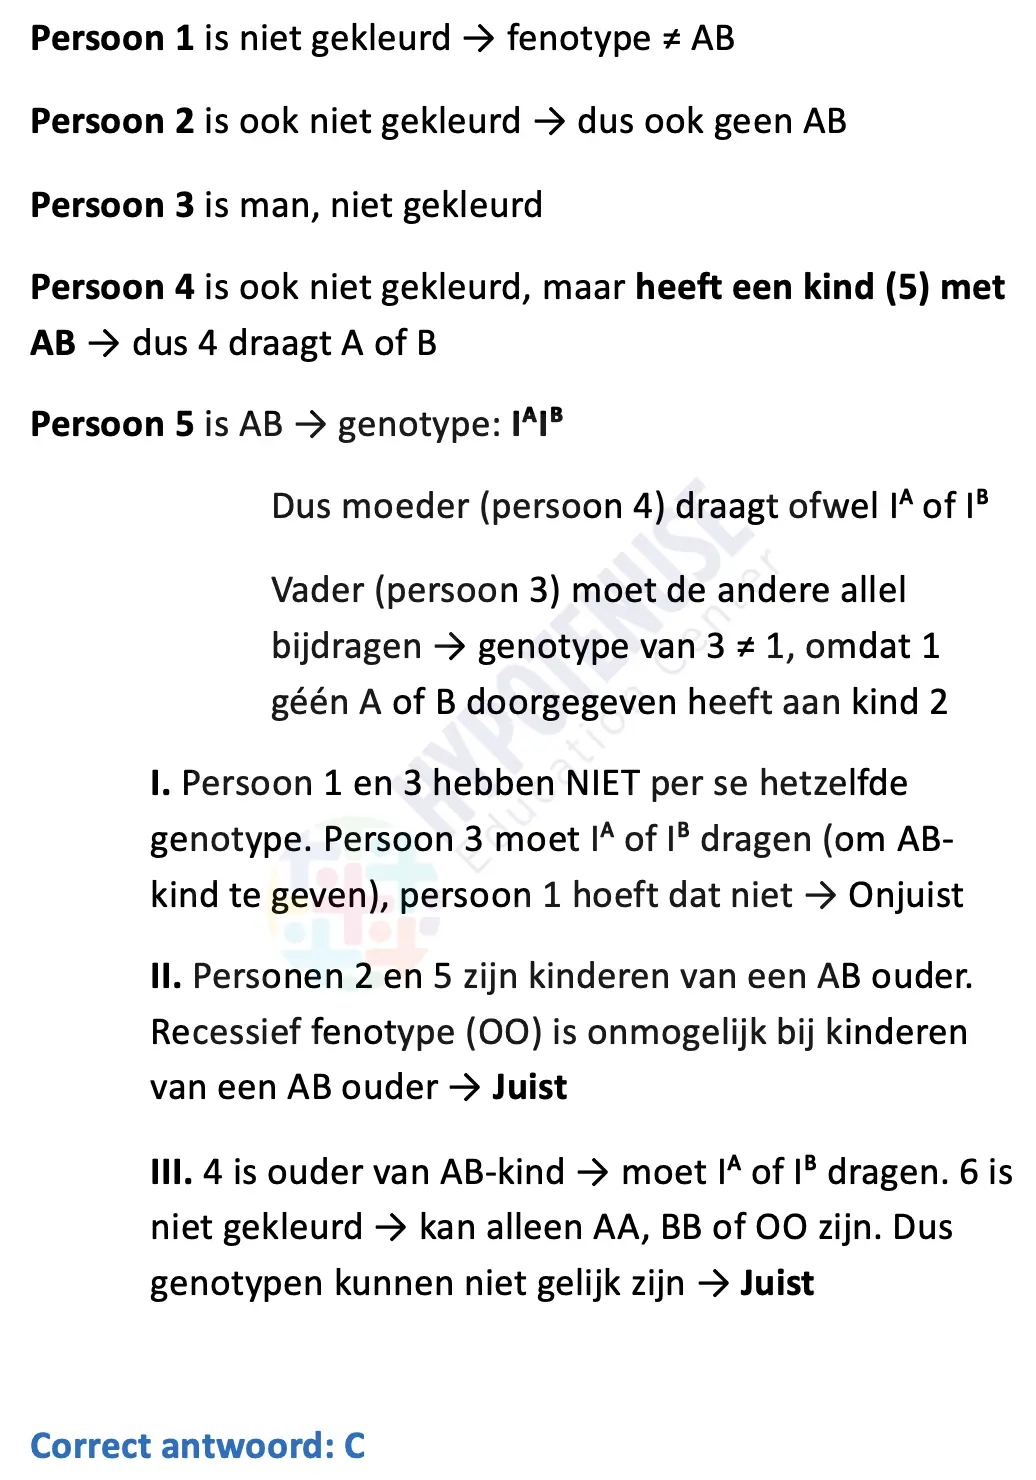 Persoon 1 is niet gekleurd → fenotype ≠ AB
Persoon 2 is ook niet gekleurd → dus ook geen AB
Persoon 3 is man, niet gekleurd
Persoon 4 is ook niet gekleurd, maar heeft een kind (5) met
AB → dus 4 draagt A of B
Persoon 5 is AB → genotype: IᴬIᴮ
Dus moeder (persoon 4) draagt ofwel Iᴬ of Iᴮ
Vader (persoon 3) moet de andere allel
bijdragen → genotype van 3 ≠ 1, omdat 1
géén A of B doorgegeven heeft aan kind 2
I. Persoon 1 en 3 hebben NIET per se hetzelfde
genotype. Persoon 3 moet Iᴬ of Iᴮ dragen (om AB-
kind te geven), persoon 1 hoeft dat niet → Onjuist
II. Personen 2 en 5 zijn kinderen van een AB ouder.
Recessief fenotype (OO) is onmogelijk bij kinderen
van een AB ouder → Juist
III. 4 is ouder van AB-kind → moet Iᴬ of Iᴮ dragen. 6 is
niet gekleurd → kan alleen AA, BB of OO zijn. Dus
genotypen kunnen niet gelijk zijn → Juist
Correct antwoord: C
HYPOTENUSE
Education Center